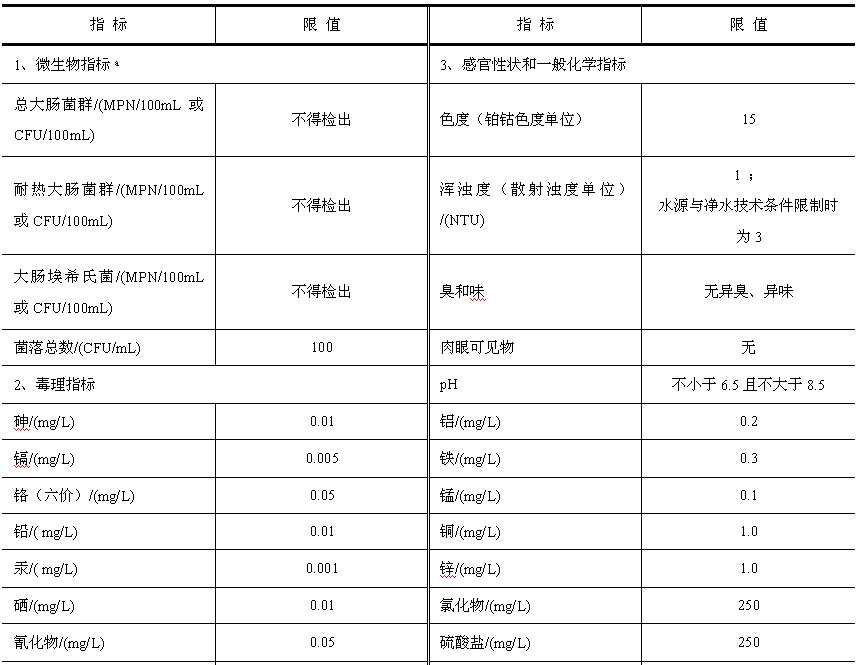 指 标 限 值 指 标 限 值
1、微生物指标ª 3、感官性状和一般化学指标
总大肠菌群/(MPN/100mL 或
CFU/100mL)
不得检出
色度（铂钴色度单位）
15
耐热大肠菌群/(MPN/100mL
或CFU/100mL)
不得检出
浑浊度（散射浊度单位）
/(NTU)
1 ；
水源与净水技术条件限制时
为3
大肠埃希氏菌/(MPN/100mL
或CFU/100mL)
不得检出
臭和味
无异臭、异味
菌落总数/(CFU/mL) 100 肉眼可见物 无
2、毒理指标 pH 不小于6.5且不大于8.5
砷/(mg/L) 0.01 铝/(mg/L) 0.2
镉/(mg/L) 0.005 铁/(mg/L) 0.3
铬（六价）/(mg/L) 0.05 锰/(mg/L) 0.1
铅/( mg/L) 0.01 铜/(mg/L) 1.0
汞/( mg/L) 0.001 锌/(mg/L) 1.0
硒/(mg/L) 0.01 氯化物/(mg/L) 250
氰化物/(mg/L) 0.05 硫酸盐/(mg/L) 250